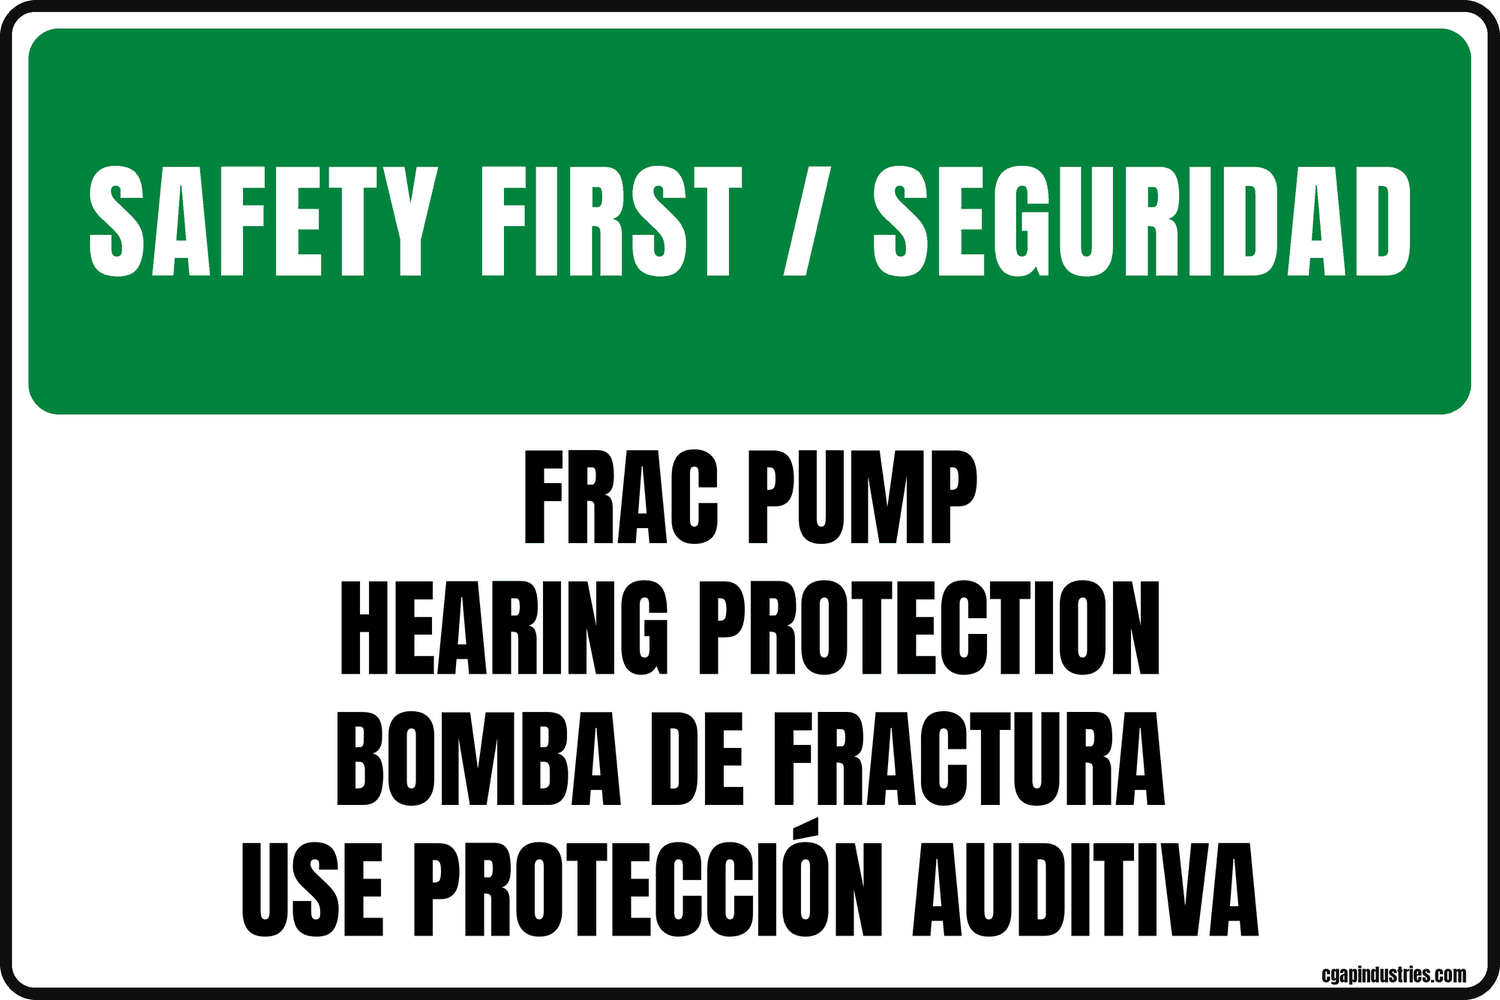 SAFETY FIRST / SEGURIDAD
FRAC PUMP
HEARING PROTECTION
BOMBA DE FRACTURA
USE PROTECCIÓN AUDITIVA
cgapindustries.com